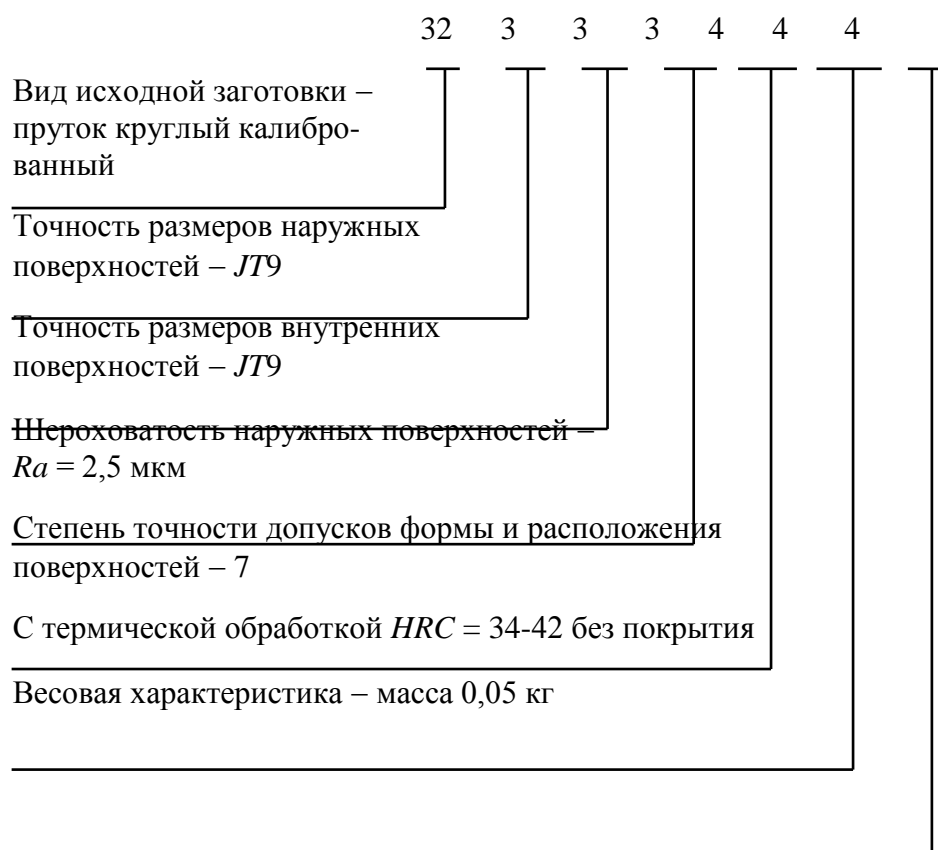 32 3 3 3 4 4 4
Вид исходной заготовки –
пруток круглый калибро-
ванный
Точность размеров наружных
поверхностей – JT9
Точность размеров внутренних
поверхностей – JT9
Шероховатость наружных поверхностей –
Ra = 2,5 мкм
Степень точности допусков формы и расположения
поверхностей – 7
С термической обработкой HRC = 34-42 без покрытия
Весовая характеристика – масса 0,05 кг